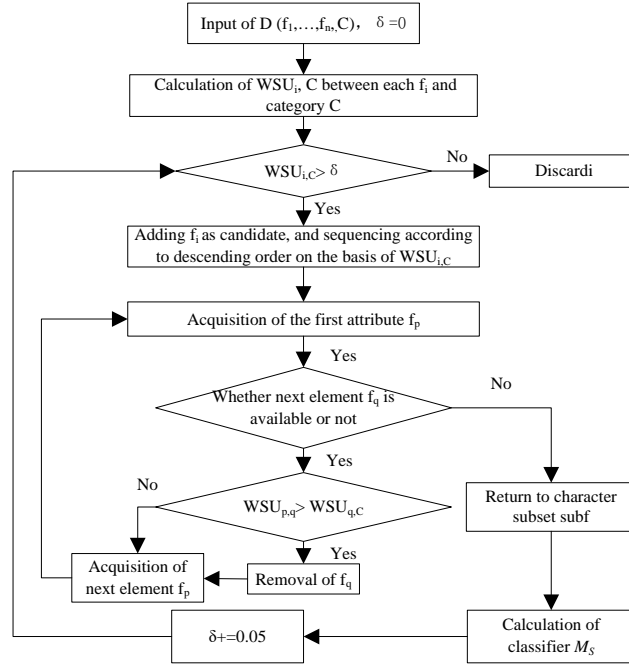 Input of D (f₁,…,fₙ,,C)， δ=0
Calculation of WSUᵢ, C between each fᵢ and
category C
WSUi,C> δ
No
Discardi
Yes
Adding fᵢ as candidate, and sequencing according
to descending order on the basis of WSUi,C
Acquisition of the first attribute fₚ
Yes
Whether next element fq is
available or not
No
Yes
WSUp,q> WSUq,C
No
Return to character
subset subf
Yes
Acquisition of
next element fₚ
Removal of fq
δ+=0.05
Calculation of
classifier MS